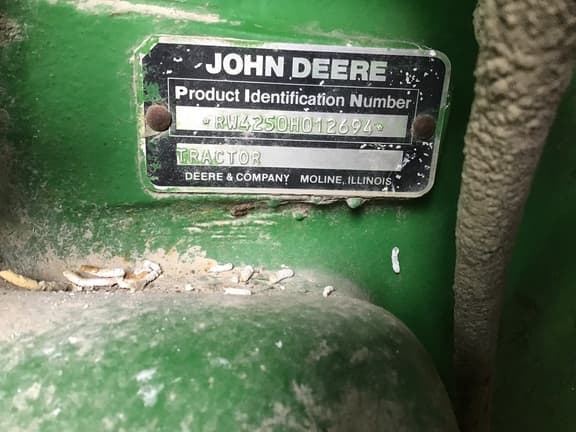 JOHN DEERE
Product Identification Number
*RW4250H012694*
TRACTOR
DEERE & COMPANY MOLINE, ILLINOIS